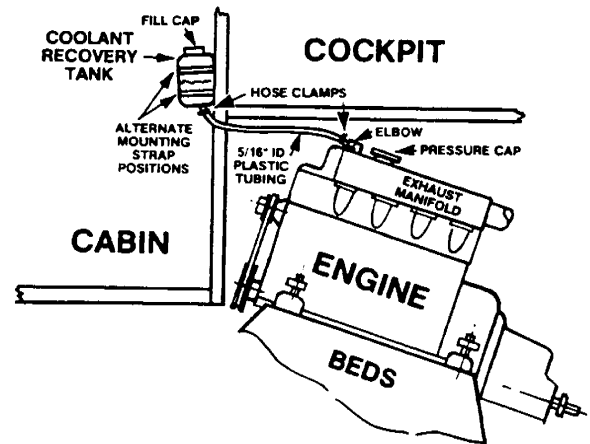 FILL CAP
COOLANT
RECOVERY
TANK
COCKPIT
HOSE CLAMPS
ELBOW
ALTERNATE
MOUNTING
STRAP
POSITIONS
5/16" ID
PLASTIC
TUBING
PRESSURE CAP
EXHAUST
MANIFOLD
CABIN
ENGINE
BEDS